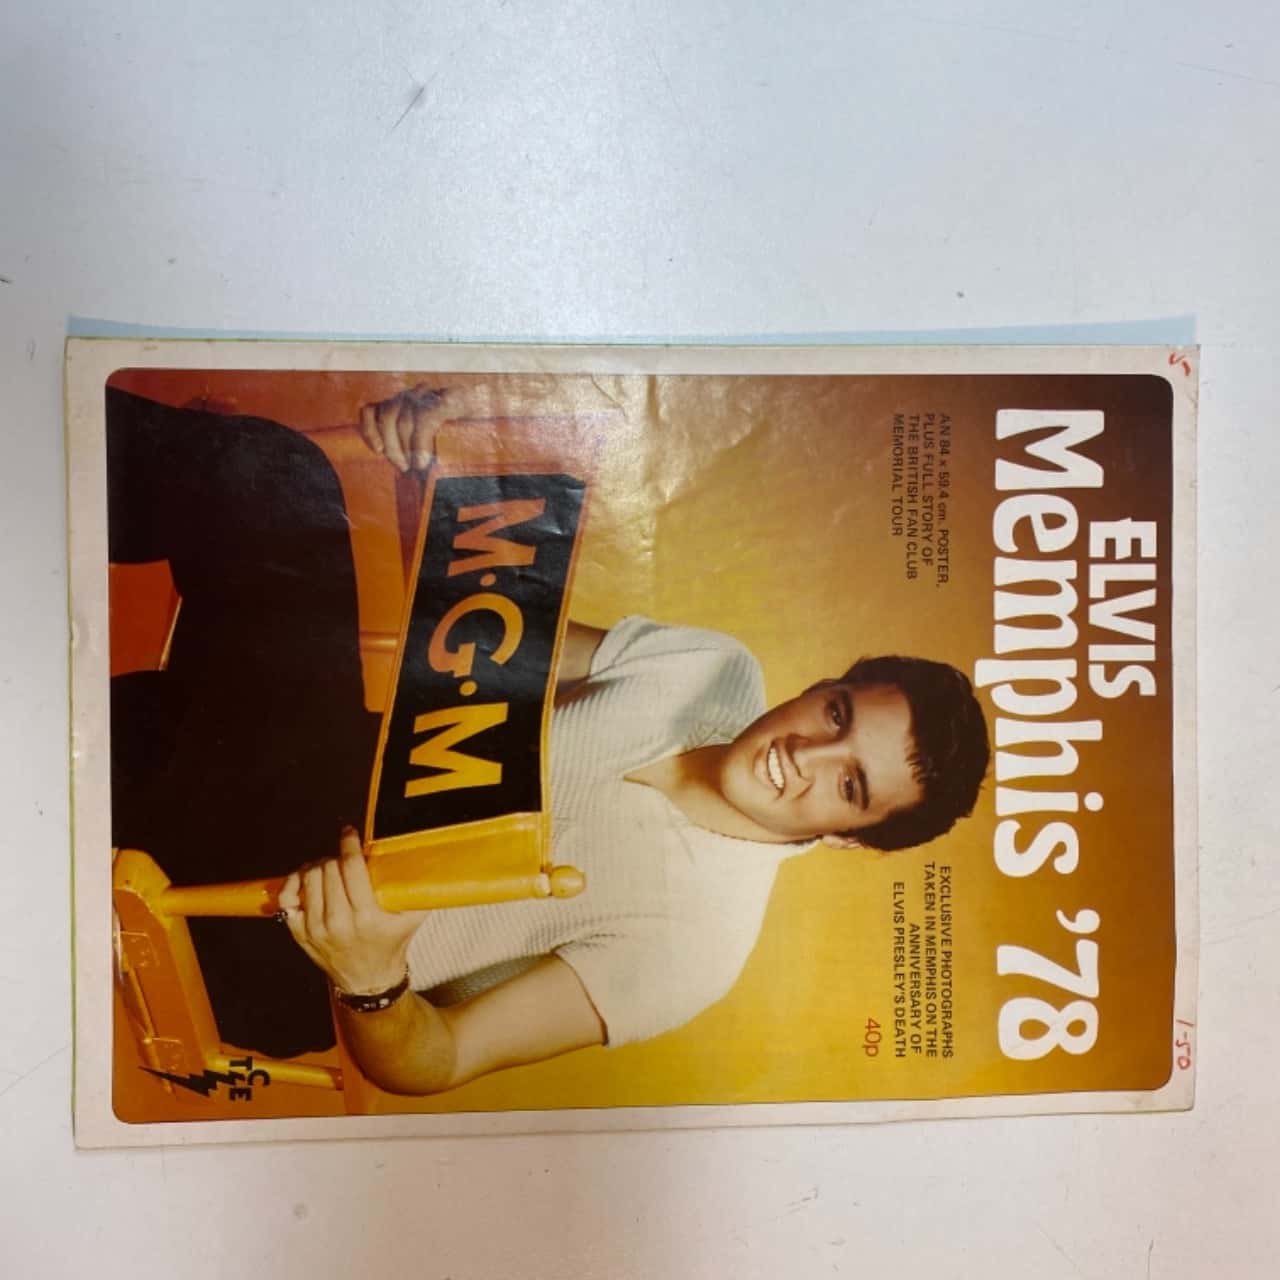 ELVIS
Memphis '78
AN 84 x 59.4 cm. POSTER,
PLUS FULL STORY OF
THE BRITISH FAN CLUB
MEMORIAL TOUR
EXCLUSIVE PHOTOGRAPHS
TAKEN IN MEMPHIS ON THE
ANNIVERSARY OF
ELVIS PRESLEY'S DEATH
40p
M·G·M
TCE
1-50